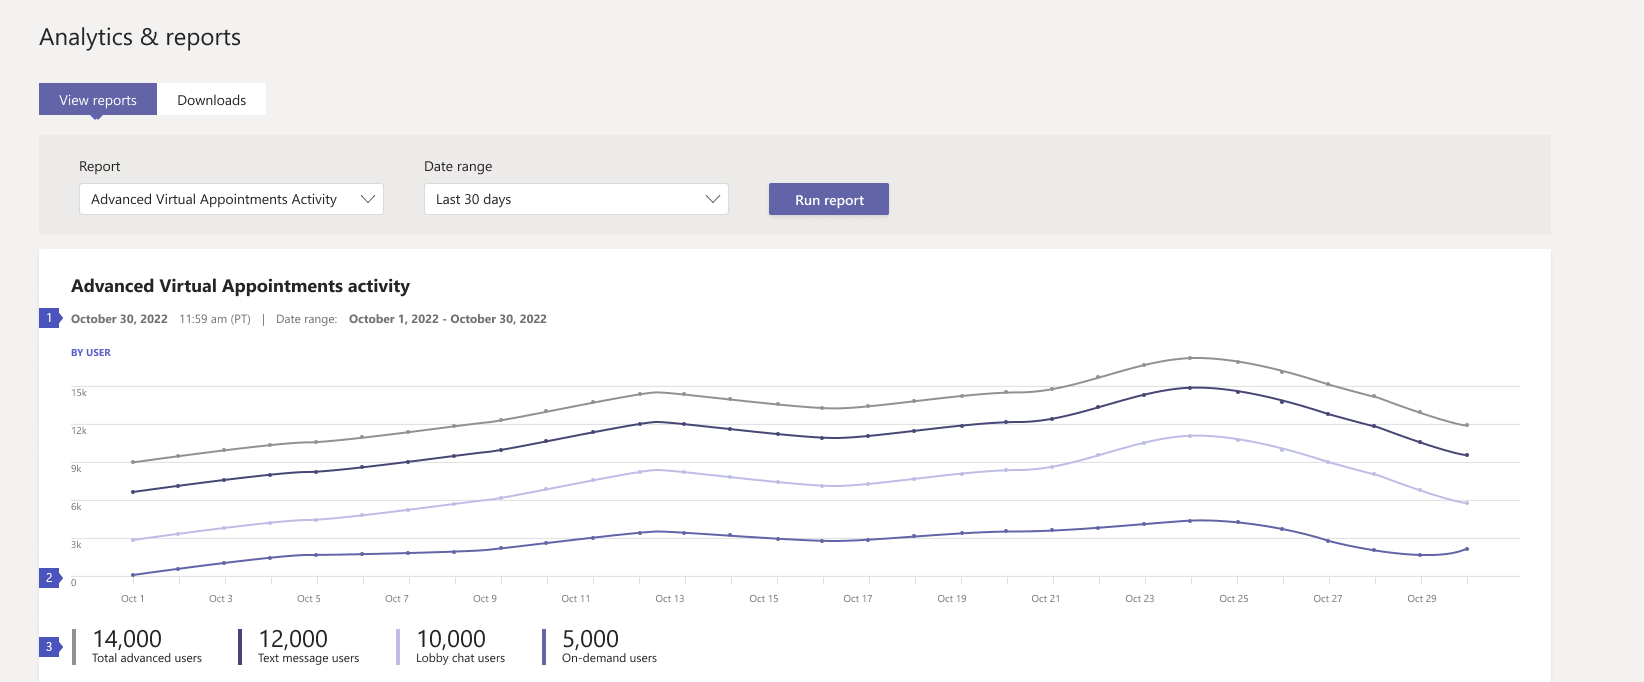 Analytics & reports
View reports Downloads
Report Date range
Advanced Virtual Appointments Activity Last 30 days Run report
Advanced Virtual Appointments activity
1 October 30, 2022 11:59 am (PT) | Date range: October 1, 2022 - October 30, 2022
BY USER
15k
12k
9k
6k
3k
2 0
Oct 1 Oct 3 Oct 5 Oct 7 Oct 9 Oct 11 Oct 13 Oct 15 Oct 17 Oct 19 Oct 21 Oct 23 Oct 25 Oct 27 Oct 29
3 14,000 12,000 10,000 5,000
Total advanced users Text message users Lobby chat users On-demand users